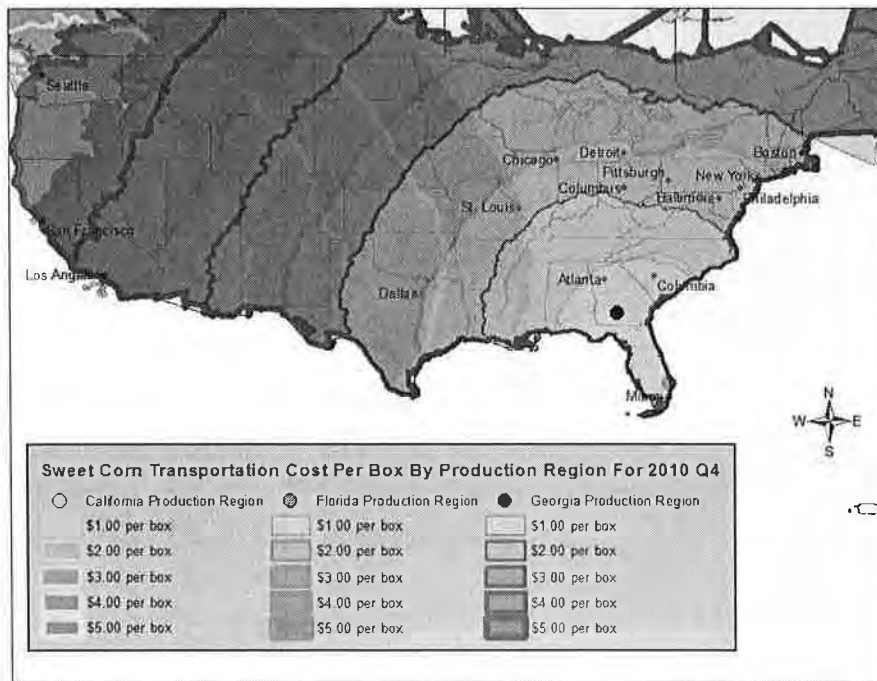 Seattle
Chicago
Detroit
Boston
Pittsburgh
New York
Columbus
Baltimore
Philadelphia
St. Louis
San Francisco
Los Angeles
Atlanta
Columbia
Dallas
Miami
N
W E
S
Sweet Corn Transportation Cost Per Box By Production Region For 2010 Q4
California Production Region Florida Production Region Georgia Production Region
$1.00 per box $1.00 per box $1.00 per box
$2.00 per box $2.00 per box $2.00 per box
$3.00 per box $3.00 per box $3.00 per box
$4.00 per box $4.00 per box $4.00 per box
$5.00 per box $5.00 per box $5.00 per box